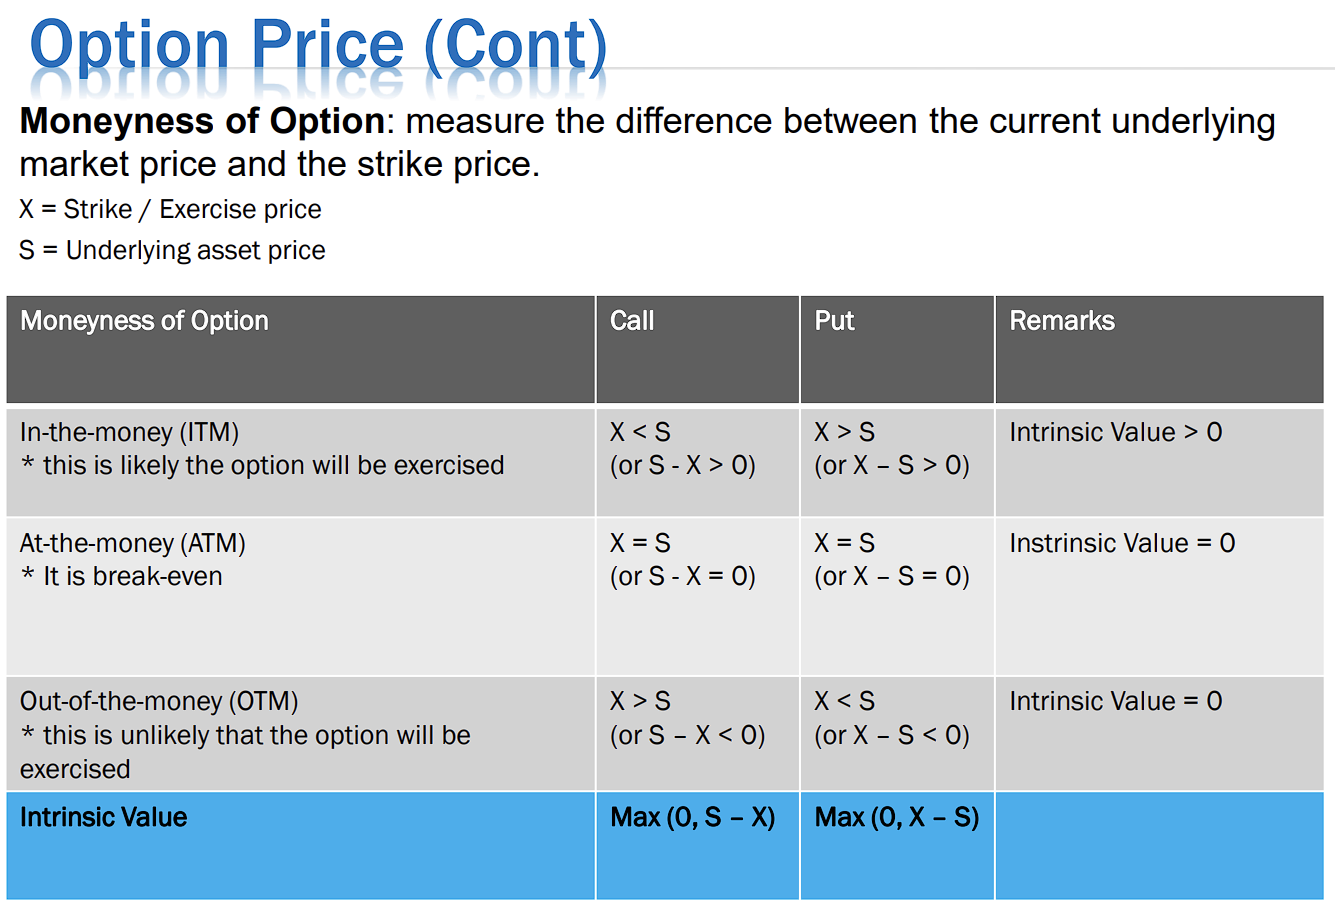 Option Price (Cont)
Moneyness of Option: measure the difference between the current underlying
market price and the strike price.
X = Strike / Exercise price
S = Underlying asset price
Moneyness of Option
Call
Put
Remarks
In-the-money (ITM)
* this is likely the option will be exercised
X < S
(or S - X > 0)
X > S
(or X – S > 0)
Intrinsic Value > 0
At-the-money (ATM)
* It is break-even
X = S
(or S - X = 0)
X = S
(or X – S = 0)
Instrinsic Value = 0
Out-of-the-money (OTM)
* this is unlikely that the option will be
exercised
X > S
(or S – X < 0)
X < S
(or X – S < 0)
Intrinsic Value = 0
Intrinsic Value
Max (0, S – X)
Max (0, X – S)